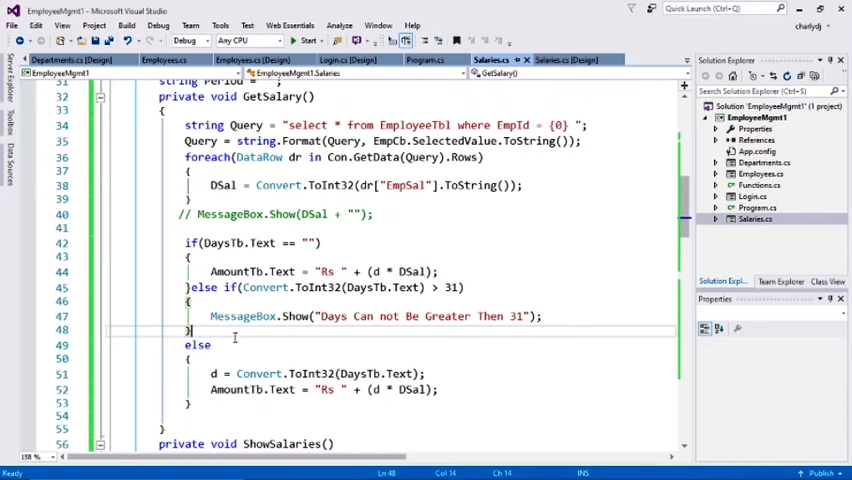 EmployeeMgmt1 - Microsoft Visual Studio
Quick Launch (Ctrl+Q)
File Edit View Project Build Debug Team Tools Test Web Essentials Analyze Window Help
charlydj
Debug Any CPU Start
Departments.cs [Design] Employees.cs Employees.cs [Design] Login.cs [Design] Program.cs Salaries.cs Salaries.cs [Design]
EmployeeMgmt1 EmployeeMgmt1.Salaries GetSalary()
Server Explorer
Toolbox
Data Sources
31 string Period = "";
32 private void GetSalary()
33 {
34 string Query = "select * from EmployeeTbl where EmpId = {0} ";
35 Query = string.Format(Query, EmpCb.SelectedValue.ToString());
36 foreach(DataRow dr in Con.GetData(Query).Rows)
37 {
38 DSal = Convert.ToInt32(dr["EmpSal"].ToString());
39 }
40 // MessageBox.Show(DSal + "");
41
42 if(DaysTb.Text == "")
43 {
44 AmountTb.Text = "Rs " + (d * DSal);
45 }else if(Convert.ToInt32(DaysTb.Text) > 31)
46 {
47 MessageBox.Show("Days Can not Be Greater Then 31");
48 }
49 else
50 {
51 d = Convert.ToInt32(DaysTb.Text);
52 AmountTb.Text = "Rs " + (d * DSal);
53 }
54
55 }
56 private void ShowSalaries()
158 %
Solution Explorer
Search Solution Explorer (Ctrl+$)
Solution 'EmployeeMgmt1' (1 project)
EmployeeMgmt1
Properties
References
App.config
Departments.cs
Employees.cs
Functions.cs
Login.cs
Program.cs
Salaries.cs
Solution Expl... Team Explorer Class View
Properties
Ready Ln 48 Col 14 Ch 14 INS Publish